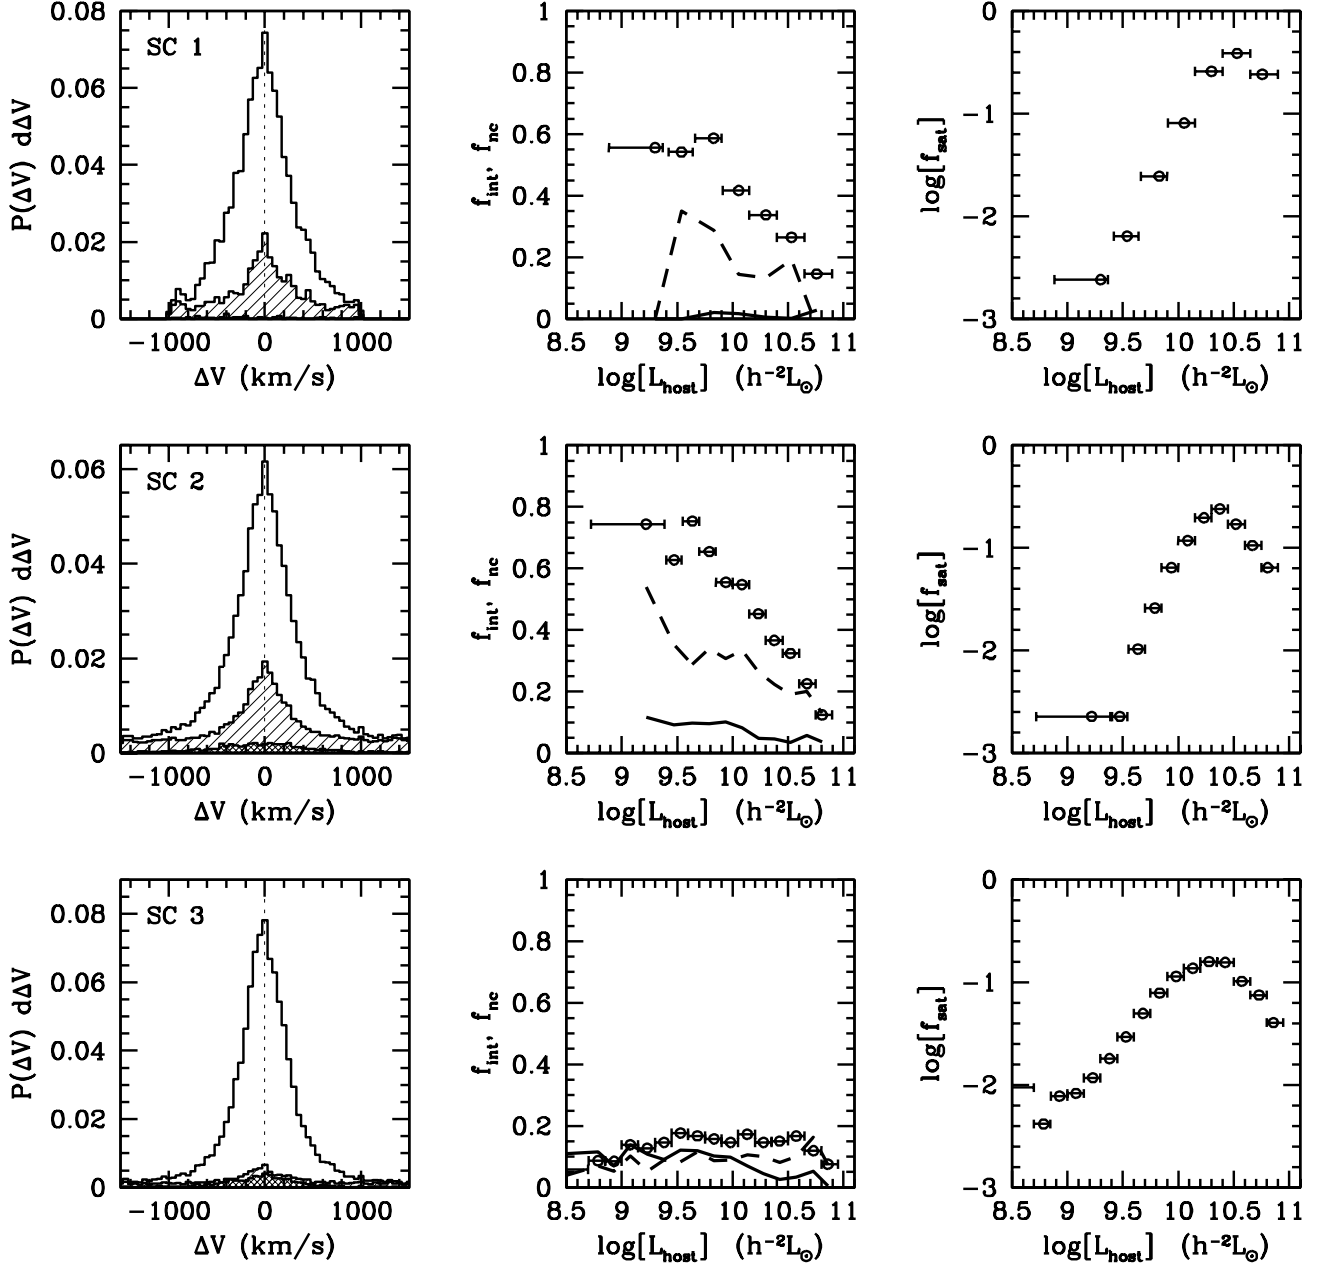 SC 1
P(ΔV) dΔV
0.08
0.06
0.04
0.02
0
−1000 0 1000
ΔV (km/s)
f_int, f_nc
1
0.8
0.6
0.4
0.2
0
8.5 9 9.5 10 10.5 11
log[L_host] (h⁻²L_⊙)
log[f_sat]
0
−1
−2
−3
8.5 9 9.5 10 10.5 11
log[L_host] (h⁻²L_⊙)
SC 2
P(ΔV) dΔV
0.06
0.04
0.02
0
−1000 0 1000
ΔV (km/s)
f_int, f_nc
1
0.8
0.6
0.4
0.2
0
8.5 9 9.5 10 10.5 11
log[L_host] (h⁻²L_⊙)
log[f_sat]
0
−1
−2
−3
8.5 9 9.5 10 10.5 11
log[L_host] (h⁻²L_⊙)
SC 3
P(ΔV) dΔV
0.08
0.06
0.04
0.02
0
−1000 0 1000
ΔV (km/s)
f_int, f_nc
1
0.8
0.6
0.4
0.2
0
8.5 9 9.5 10 10.5 11
log[L_host] (h⁻²L_⊙)
log[f_sat]
0
−1
−2
−3
8.5 9 9.5 10 10.5 11
log[L_host] (h⁻²L_⊙)